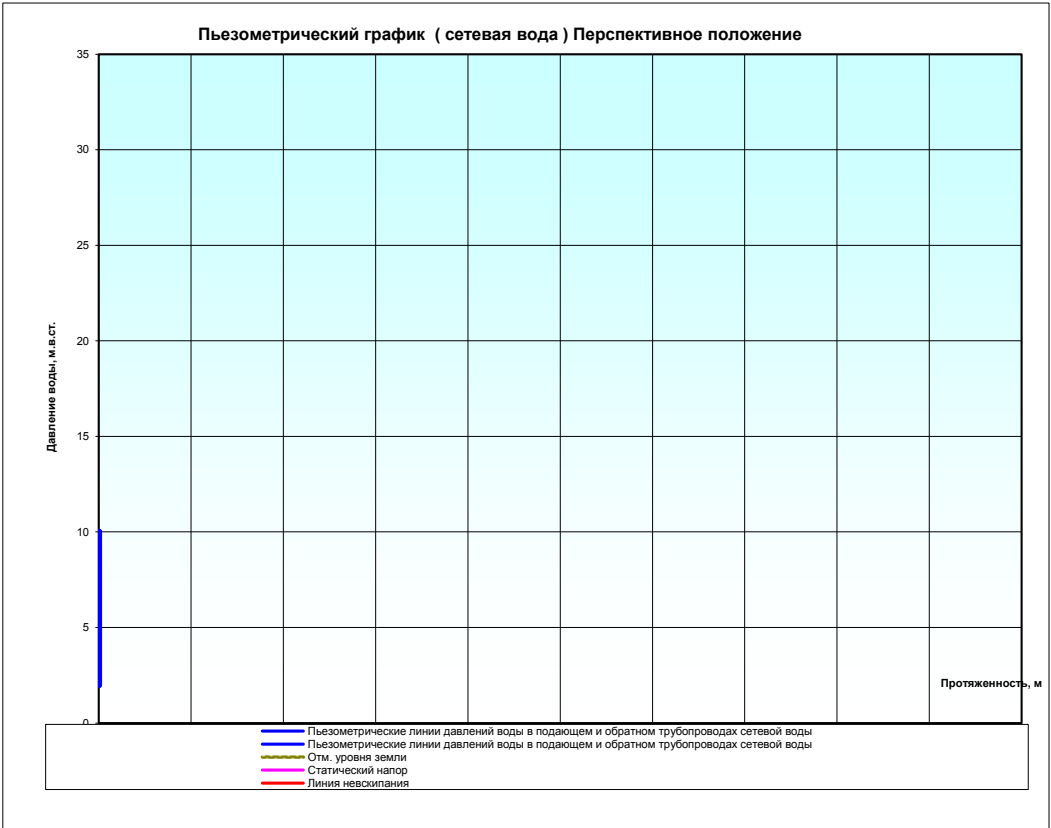 Пьезометрический график ( сетевая вода ) Перспективное положение
35
30
25
20
15
10
5
0
Давление воды, м.в.ст.
Протяженность, м
Пьезометрические линии давлений воды в подающем и обратном трубопроводах сетевой воды
Пьезометрические линии давлений воды в подающем и обратном трубопроводах сетевой воды
Отм. уровня земли
Статический напор
Линия невскипания